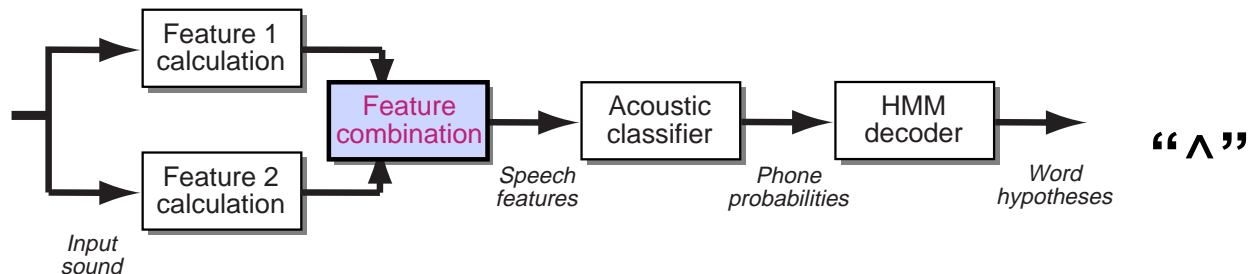 Feature 1
calculation
Feature 2
calculation
Input
sound
Feature
combination
Speech
features
Acoustic
classifier
Phone
probabilities
HMM
decoder
Word
hypotheses
“^”